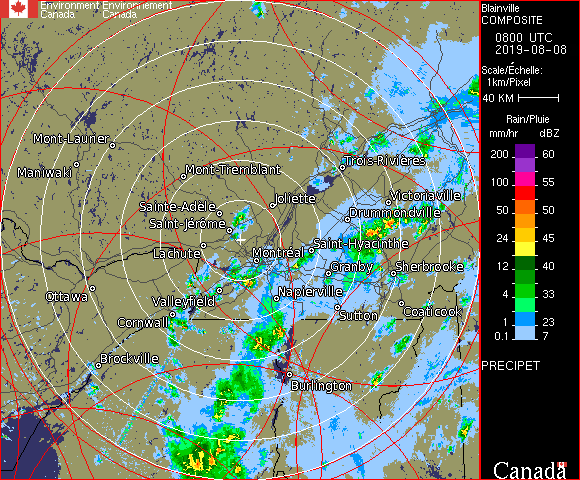 Environment Environnement
Canada Canada
Blainville
COMPOSITE
0800 UTC
2019-08-08
Scale/Échelle:
1km/Pixel
40 KM
Rain/Pluie
mm/hr dBZ
200 60
100 55
50 50
24 45
12 40
4 33
1 23
0.1 7
PRECIPET
Mont-Laurier
Maniwaki
Mont-Tremblant
Trois-Rivières
Sainte-Adele
Joliette
Victoriaville
Saint-Jérôme
Drummondville
Lachute
Montréal
Saint-Hyacinthe
Granby
Sherbrooke
Ottawa
Valleyfield
Napierville
Cornwall
Sutton
Coaticook
Brockville
Burlington
Canada